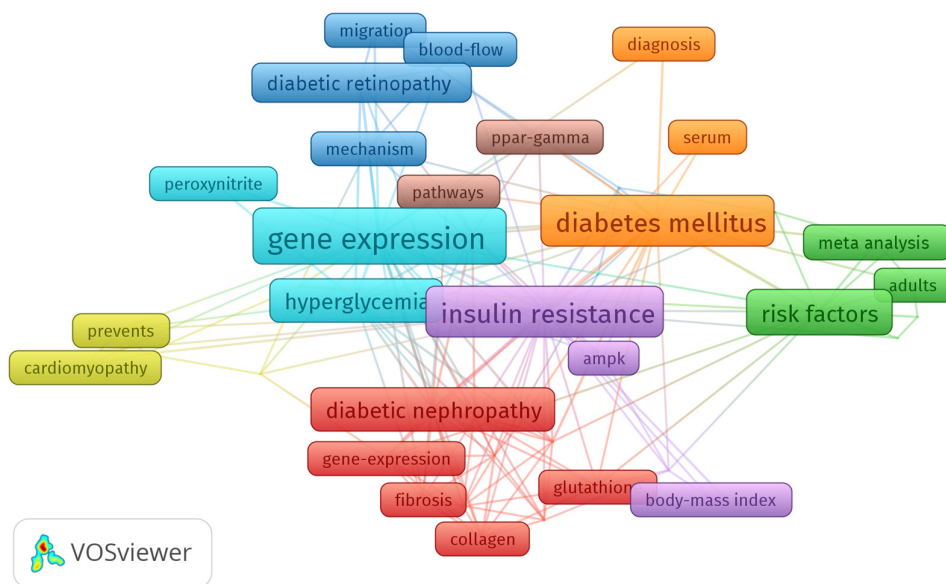 migration
blood-flow
diagnosis
diabetic retinopathy
ppar-gamma
serum
mechanism
peroxynitrite
pathways
diabetes mellitus
gene expression
meta analysis
adults
hyperglycemia
insulin resistance
risk factors
prevents
ampk
cardiomyopathy
diabetic nephropathy
gene-expression
glutathion
fibrosis
body-mass index
collagen
VOSviewer